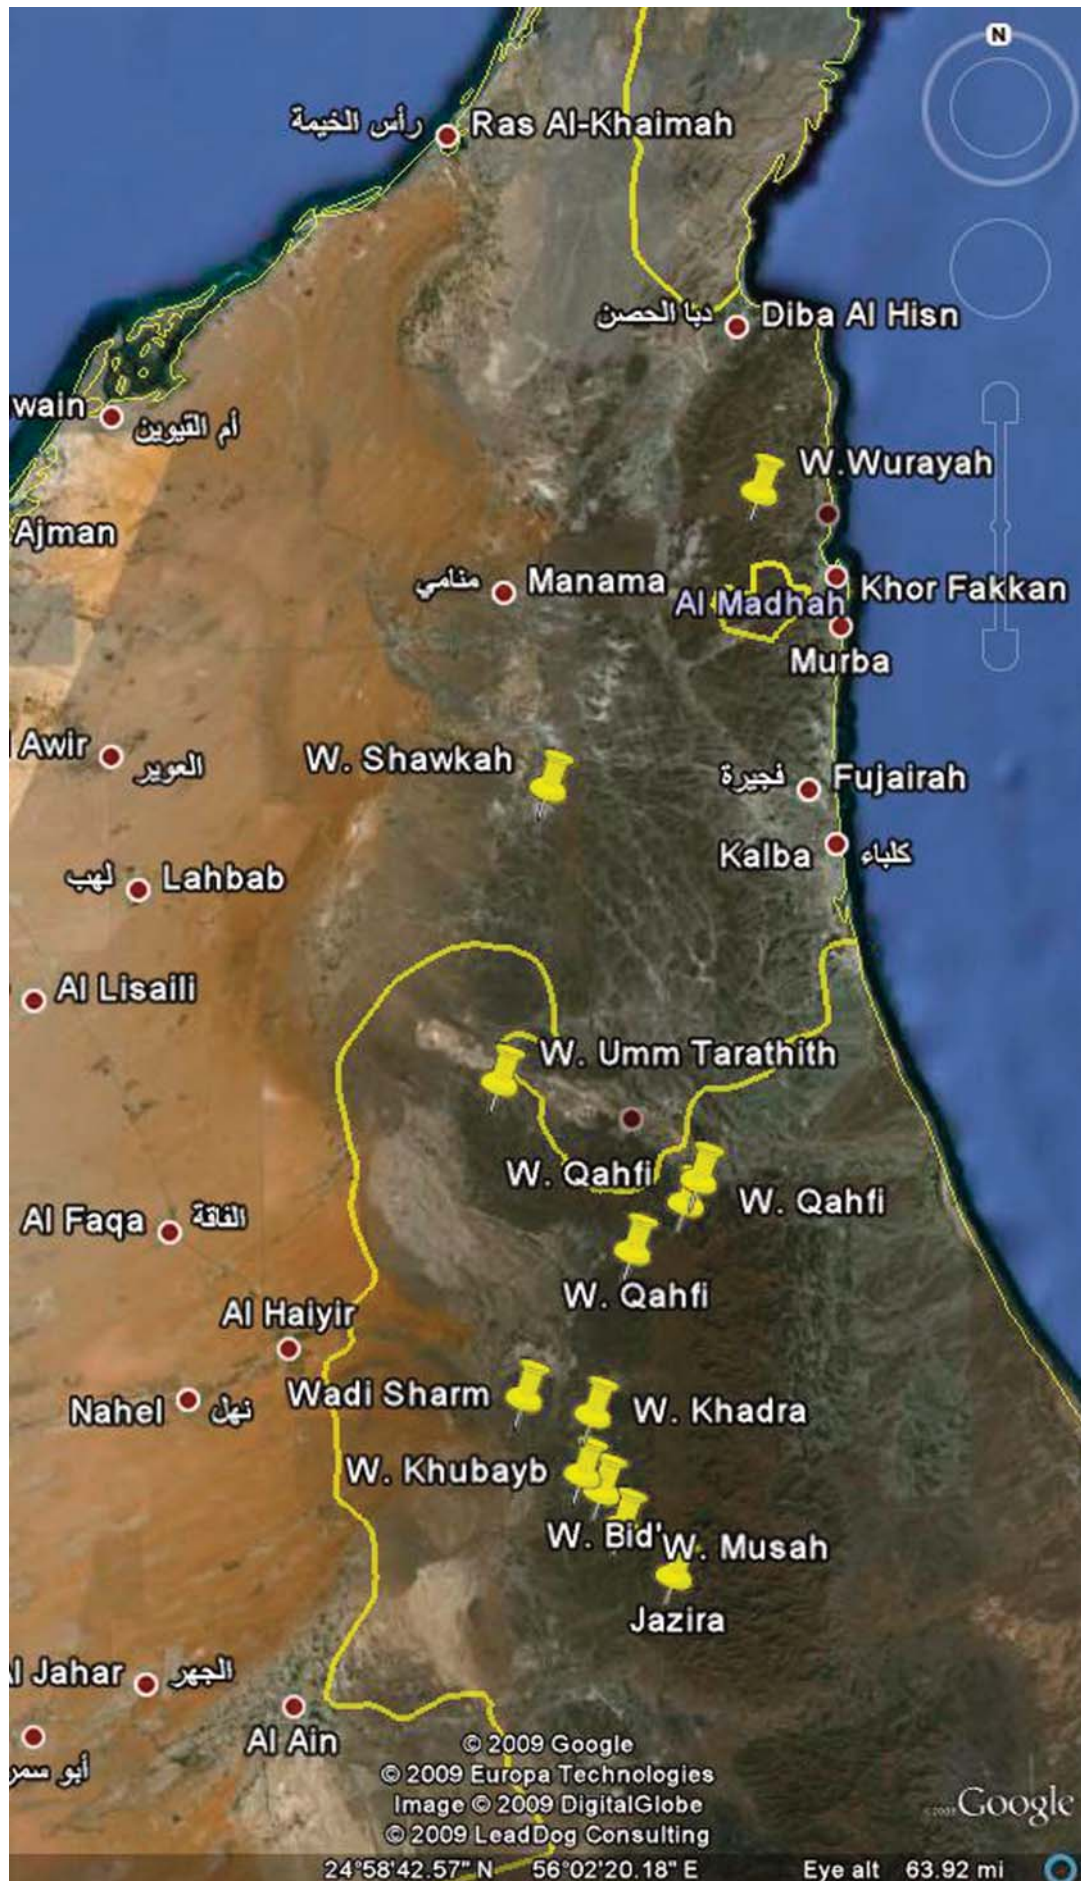 N
رأس الخيمة Ras Al-Khaimah
دبا الحصن Diba Al Hisn
wain
أم القيوين
W.Wurayah
Ajman
منامي Manama
Khor Fakkan
Al Madhah
Murba
Awir
العوير
W. Shawkah
فجيرة Fujairah
Kalba كلباء
لهب Lahbab
Al Lisaili
W. Umm Tarathith
W. Qahfi
W. Qahfi
Al Faqa الفاقة
W. Qahfi
Al Haiyir
Wadi Sharm
W. Khadra
Nahel نهل
W. Khubayb
W. Bid'
W. Musah
Jazira
l Jahar الجهر
Al Ain
أبو سمر
© 2009 Google
© 2009 Europa Technologies
Image © 2009 DigitalGlobe
© 2009 LeadDog Consulting
©2009 Google
24°58'42.57" N 56°02'20.18" E Eye alt 63.92 mi